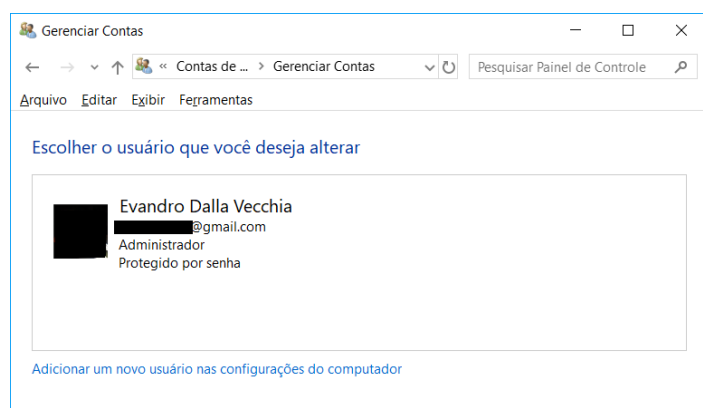 Gerenciar Contas
« Contas de ... > Gerenciar Contas
Pesquisar Painel de Controle
Arquivo Editar Exibir Ferramentas
Escolher o usuário que você deseja alterar
Evandro Dalla Vecchia
@gmail.com
Administrador
Protegido por senha
Adicionar um novo usuário nas configurações do computador